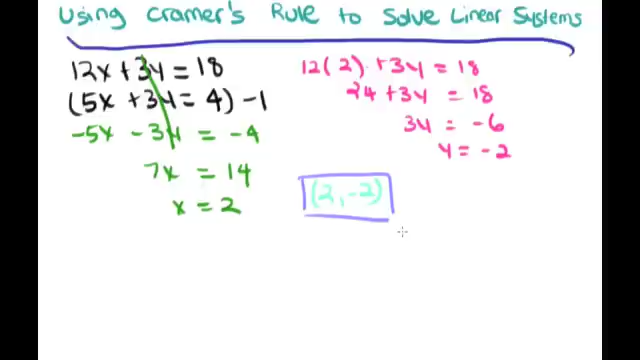 Using Cramer's Rule to Solve Linear Systems
12x + 3y = 18
(5x + 3y = 4) -1
-5x - 3y = -4
7x = 14
x = 2
12(2) + 3y = 18
24 + 3y = 18
3y = -6
y = -2
(2, -2)